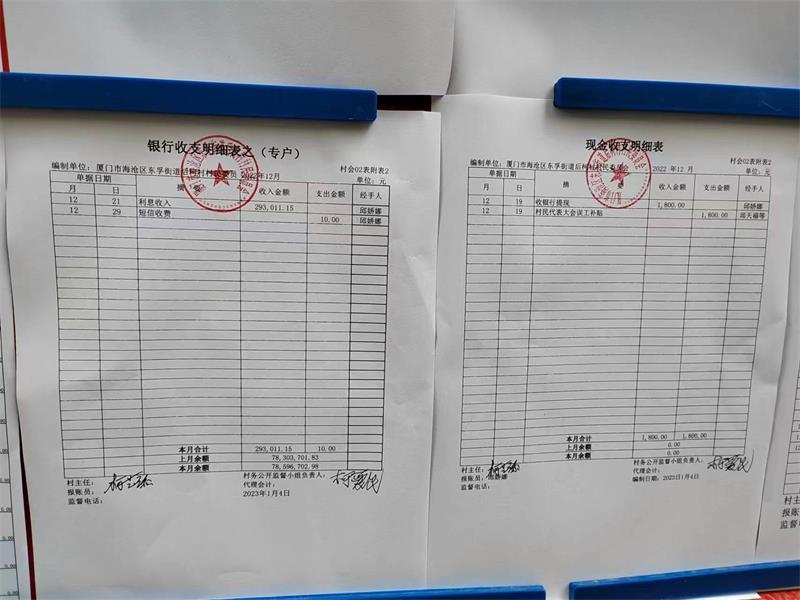 银行收支明细表之（专户）
村会02表附表2
编制单位：厦门市海沧区东孚街道后柯村村民委员 2022年12月 单位：元
单据日期 摘 收入金额 支出金额 经手人
月 日
12 21 利息收入 293,011.15 邱娇娜
12 29 短信收费 10.00 邱娇娜
本月合计 293,011.15 10.00
上月余额 78,303,701.83
本月余额 78,596,702.98
村主任： 村务公开监督小组负责人：
报账员： 代理会计：
监督电话： 2023年1月4日
现金收支明细表
村会02表附表2
编制单位：厦门市海沧区东孚街道后柯村村民委员会 2022 年12月 单位：元
单据日期 摘 收入金额 支出金额 经手人
月 日
12 19 收银行提现 1,800.00 邱娇娜
12 19 村民代表大会误工补贴 1,800.00 邱天福等
本月合计 1,800.00 1,800.00
上月余额 0.00
本月余额 0.00
村主任： 村务公开监督小组负责人：
报账员：邱娇娜 代理会计：
监督电话： 编制日期：2023年1月4日
村主
报账
监督